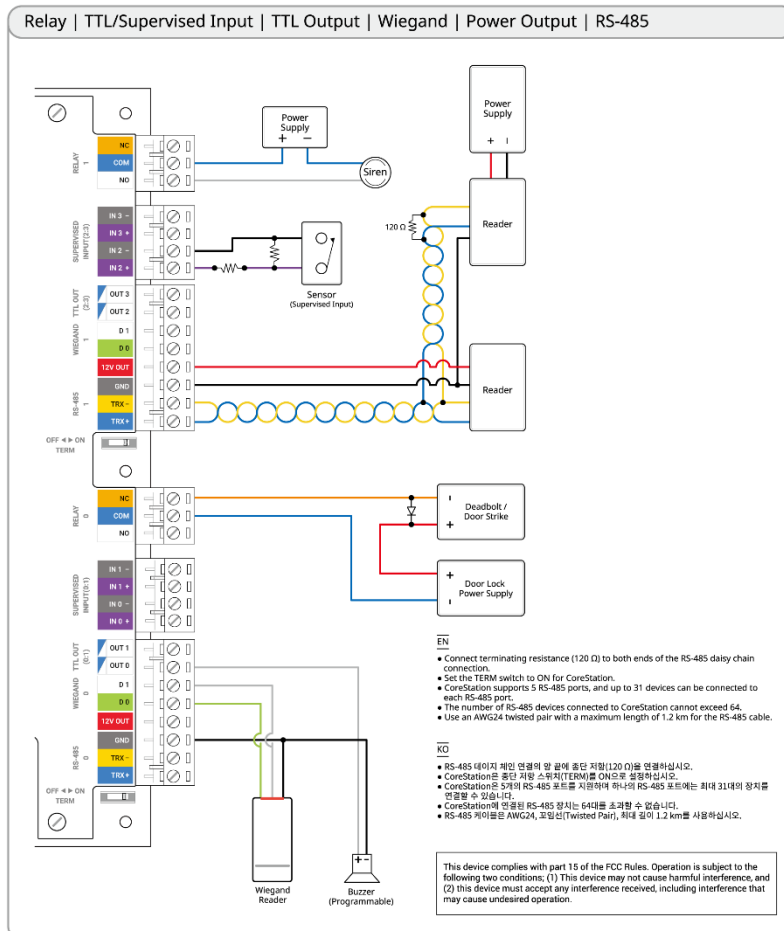 Relay | TTL/Supervised Input | TTL Output | Wiegand | Power Output | RS-485
Power
Supply
+ −
Siren
Power
Supply
+ −
Reader
120 Ω
RELAY
1
NC
COM
NO
SUPERVISED
INPUT(2:3)
IN 3 −
IN 3 +
IN 2 −
IN 2 +
Sensor
(Supervised Input)
TTL OUT
(2:3)
OUT 3
OUT 2
WIEGAND
1
D 1
D 0
12V OUT
GND
RS-485
1
TRX −
TRX +
Reader
OFF ◄ ► ON
TERM
RELAY
0
NC
COM
NO
-
Deadbolt /
Door Strike
+
+
Door Lock
Power Supply
-
SUPERVISED
INPUT(0:1)
IN 1 −
IN 1 +
IN 0 −
IN 0 +
TTL OUT
(0:1)
OUT 1
OUT 0
WIEGAND
0
D 1
D 0
12V OUT
GND
RS-485
0
TRX −
TRX +
OFF ◄ ► ON
TERM
Wiegand
Reader
+ −
Buzzer
(Programmable)
EN
● Connect terminating resistance (120 Ω) to both ends of the RS-485 daisy chain
connection.
● Set the TERM switch to ON for CoreStation.
● CoreStation supports 5 RS-485 ports, and up to 31 devices can be connected to
each RS-485 port.
● The number of RS-485 devices connected to CoreStation cannot exceed 64.
● Use an AWG24 twisted pair with a maximum length of 1.2 km for the RS-485 cable.
KO
● RS-485 데이지 체인 연결의 양 끝에 종단 저항(120 Ω)을 연결하십시오.
● CoreStation은 종단 저항 스위치(TERM)를 ON으로 설정하십시오.
● CoreStation은 5개의 RS-485 포트를 지원하며 하나의 RS-485 포트에는 최대 31대의 장치를
연결할 수 있습니다.
● CoreStation에 연결된 RS-485 장치는 64대를 초과할 수 없습니다.
● RS-485 케이블은 AWG24, 꼬임선(Twisted Pair), 최대 길이 1.2 km를 사용하십시오.
This device complies with part 15 of the FCC Rules. Operation is subject to the
following two conditions; (1) This device may not cause harmful interference, and
(2) this device must accept any interference received, including interference that
may cause undesired operation.